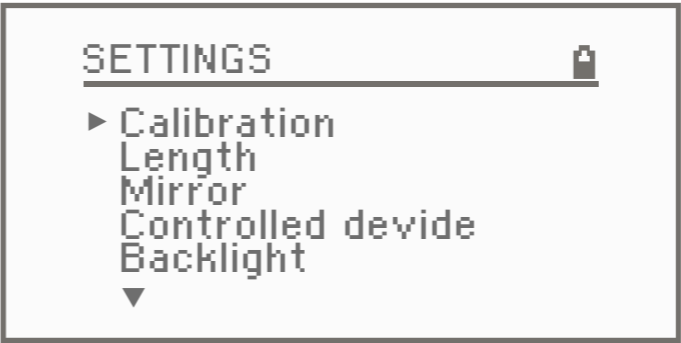 SETTINGS
Calibration
Length
Mirror
Controlled devide
Backlight